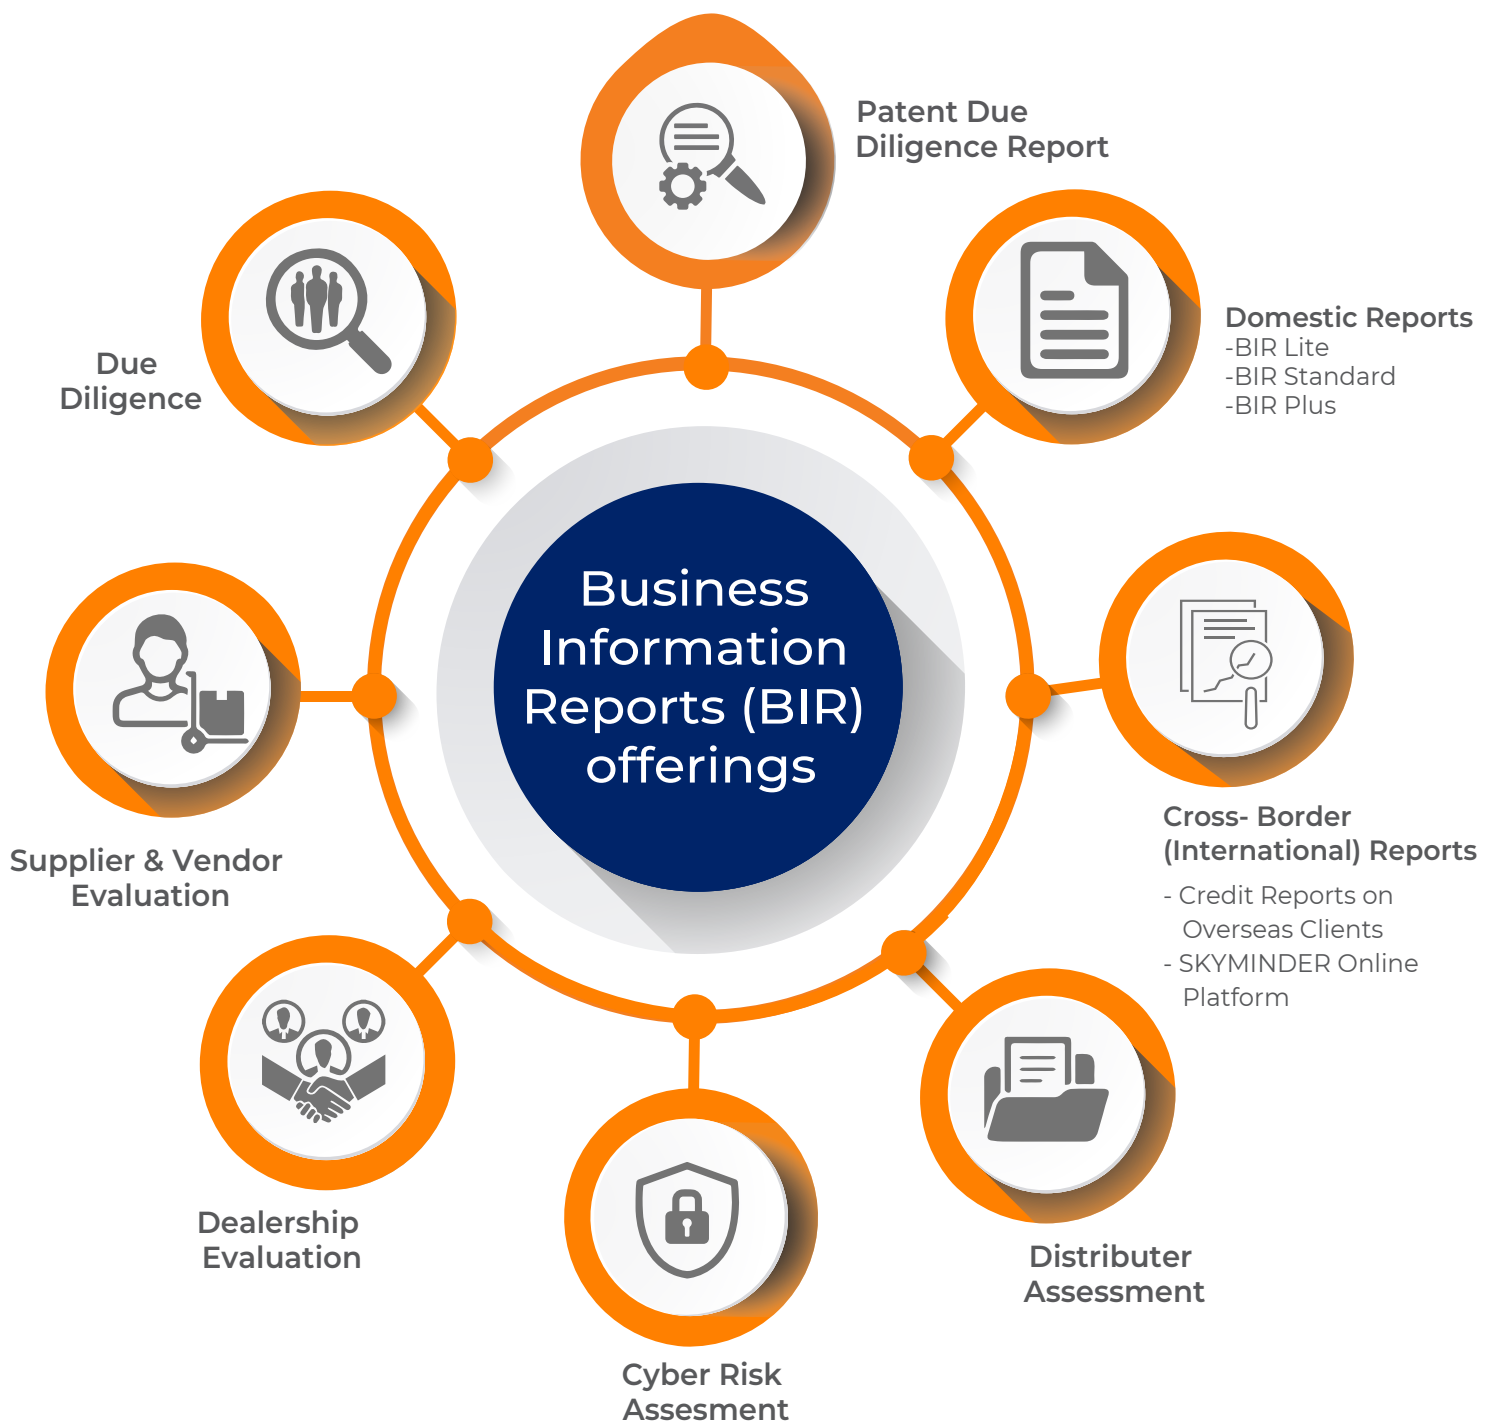 Patent Due
Diligence Report
Domestic Reports
-BIR Lite
-BIR Standard
-BIR Plus
Due
Diligence
Business
Information
Reports (BIR)
offerings
Cross- Border
(International) Reports
- Credit Reports on
Overseas Clients
- SKYMINDER Online
Platform
Supplier & Vendor
Evaluation
Dealership
Evaluation
Distributer
Assessment
Cyber Risk
Assesment